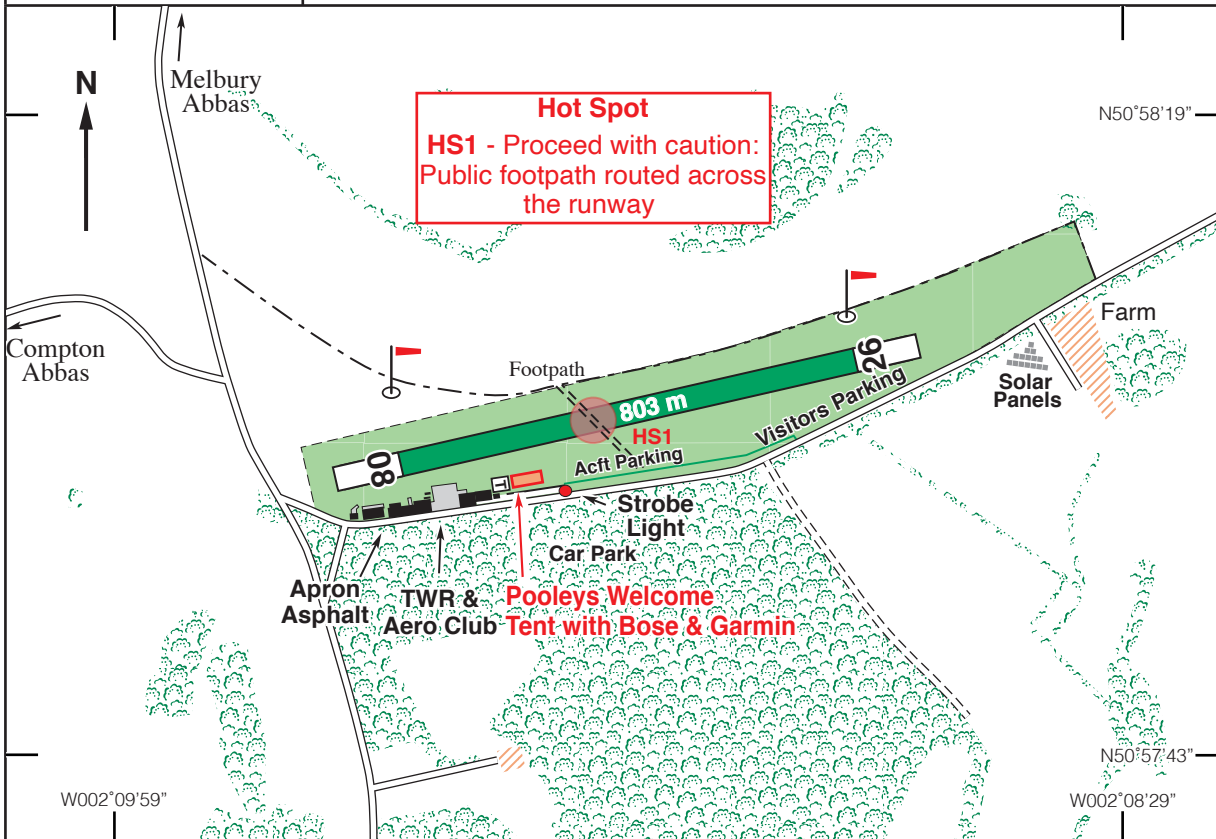 N
Melbury
Abbas
Hot Spot
HS1 - Proceed with caution:
Public footpath routed across
the runway
N50°58'19"
Compton
Abbas
Footpath
803 m
HS1
26
08
Farm
Solar
Panels
Visitors Parking
Acft Parking
T
Strobe
Light
Car Park
Apron
Asphalt
TWR &
Aero Club
Pooleys Welcome
Tent with Bose & Garmin
N50°57'43"
W002°09'59"
W002°08'29"